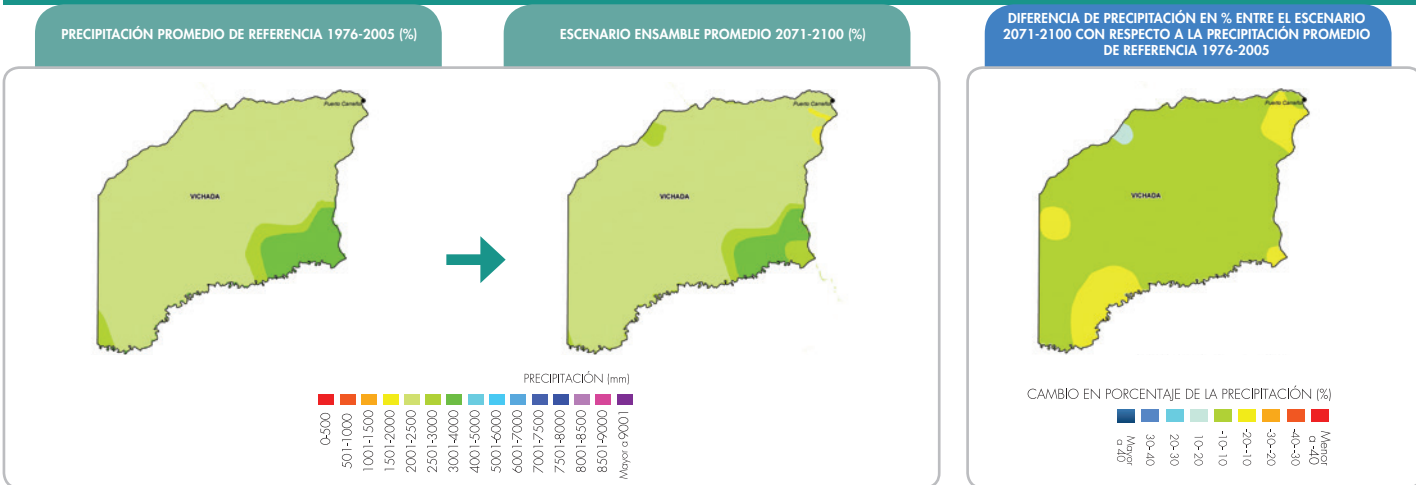 PRECIPITACIÓN PROMEDIO DE REFERENCIA 1976-2005 (%)
ESCENARIO ENSAMBLE PROMEDIO 2071-2100 (%)
DIFERENCIA DE PRECIPITACIÓN EN % ENTRE EL ESCENARIO
2071-2100 CON RESPECTO A LA PRECIPITACIÓN PROMEDIO
DE REFERENCIA 1976-2005
Puerto Carreño
VICHADA
Puerto Carreño
VICHADA
Puerto Carreño
VICHADA
PRECIPITACIÓN (mm)
0-500
501-1000
1001-1500
1501-2000
2001-2500
2501-3000
3001-4000
4001-5000
5001-6000
6001-7000
7001-7500
7501-8000
8001-8500
8501-9000
Mayor a 9001
CAMBIO EN PORCENTAJE DE LA PRECIPITACIÓN (%)
Mayor
a 40
30-40
20-30
10-20
-10-10
-20--10
-30--20
-40--30
Menor
a -40